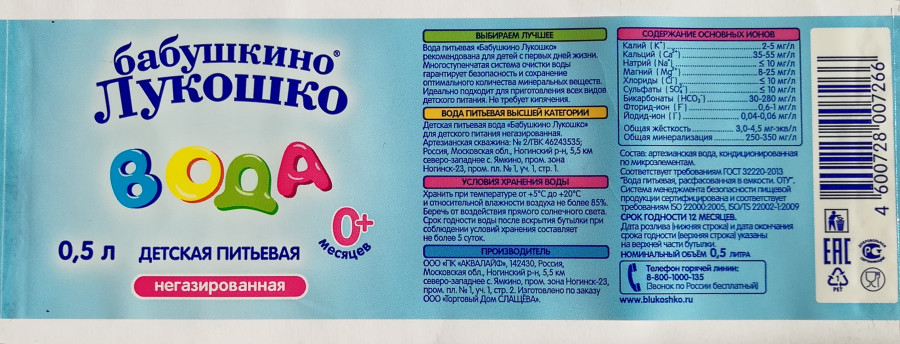 бабушкино®
Лукошко
ВОДА
0+
месяцев
0,5 л ДЕТСКАЯ ПИТЬЕВАЯ
негазированная
ВЫБИРАЕМ ЛУЧШЕЕ
Вода питьевая «Бабушкино Лукошко»
рекомендована для детей с первых дней жизни.
Многоступенчатая система очистки воды
гарантирует безопасность и сохранение
оптимального количества минеральных веществ.
Идеально подходит для приготовления всех видов
детского питания. Не требует кипячения.
ВОДА ПИТЬЕВАЯ ВЫСШЕЙ КАТЕГОРИИ
Детская питьевая вода «Бабушкино Лукошко»
для детского питания негазированная.
Артезианская скважина: № 2/ГВК 46243535;
Россия, Московская обл., Ногинский р-н, 5,5 км
северо-западнее с. Ямкино, пром. зона
Ногинск-23, пром. пл. № 1, уч. 1, стр. 1.
УСЛОВИЯ ХРАНЕНИЯ ВОДЫ
Хранить при температуре от +5°С до +20°С
и относительной влажности воздуха не более 85%.
Беречь от воздействия прямого солнечного света.
Срок годности воды после вскрытия бутылки при
соблюдении условий хранения составляет
не более 5 суток.
ПРОИЗВОДИТЕЛЬ
ООО «ПК «АКВАЛАЙФ», 142430, Россия,
Московская обл., Ногинский р-н, 5,5 км
северо-западнее с. Ямкино, пром. зона Ногинск-23,
пром. пл. № 1, уч. 1, стр. 2. Изготовлено по заказу
ООО «Торговый Дом СЛАЩЁВА».
СОДЕРЖАНИЕ ОСНОВНЫХ ИОНОВ
Калий (K⁺) 2-5 мг/л
Кальций (Ca²⁺) 35-55 мг/л
Натрий (Na⁺) ≤ 10 мг/л
Магний (Mg²⁺) 8-25 мг/л
Хлориды (Cl⁻) ≤ 10 мг/л
Сульфаты (SO₄²⁻) ≤ 10 мг/л
Бикарбонаты (HCO₃⁻) 30-280 мг/л
Фторид-ион (F⁻) 0,6-1 мг/л
Йодид-ион (I⁻) 0,04-0,06 мг/л
Общая жёсткость 3,0-4,5 мг-экв/л
Общая минерализация 250-350 мг/л
Состав: артезианская вода, кондиционированная
по микроэлементам.
Соответствует требованиям ГОСТ 32220-2013
"Вода питьевая, расфасованная в емкости. ОТУ".
Система менеджмента безопасности пищевой
продукции сертифицирована и соответствует
требованиям ISO 22000:2005, ISO/TS 22002-1:2009
СРОК ГОДНОСТИ 12 МЕСЯЦЕВ.
Дата розлива (нижняя строка) и дата окончания
срока годности (верхняя строка) указаны
на верхней части бутылки.
НОМИНАЛЬНЫЙ ОБЪЕМ 0,5 ЛИТРА
Телефон горячей линии:
8-800-1000-135
(Звонок по России бесплатный)
www.blukoshko.ru
4 600728 007266
EAC
PET